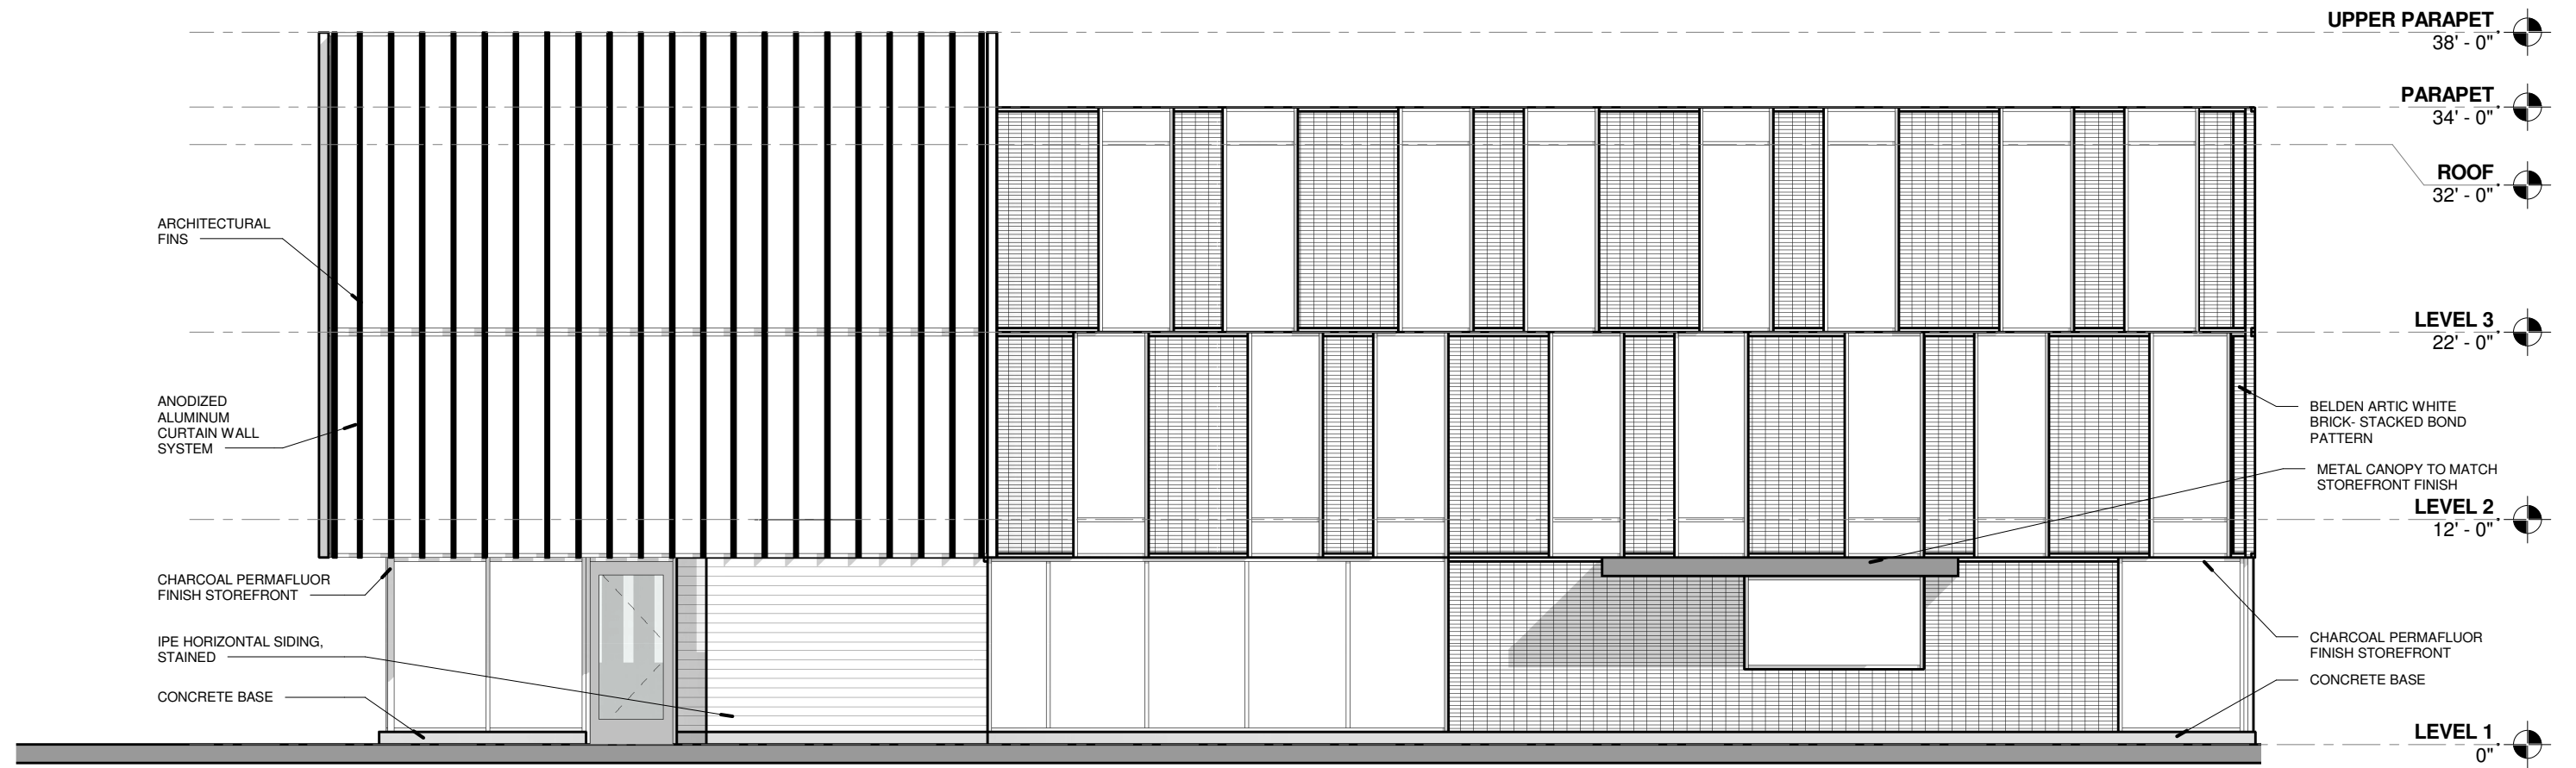 UPPER PARAPET
38' - 0"
PARAPET
34' - 0"
ROOF
32' - 0"
ARCHITECTURAL
FINS
LEVEL 3
22' - 0"
ANODIZED
ALUMINUM
CURTAIN WALL
SYSTEM
BELDEN ARTIC WHITE
BRICK- STACKED BOND
PATTERN
METAL CANOPY TO MATCH
STOREFRONT FINISH
LEVEL 2
12' - 0"
CHARCOAL PERMAFLUOR
FINISH STOREFRONT
IPE HORIZONTAL SIDING,
STAINED
CONCRETE BASE
CHARCOAL PERMAFLUOR
FINISH STOREFRONT
CONCRETE BASE
LEVEL 1
0"